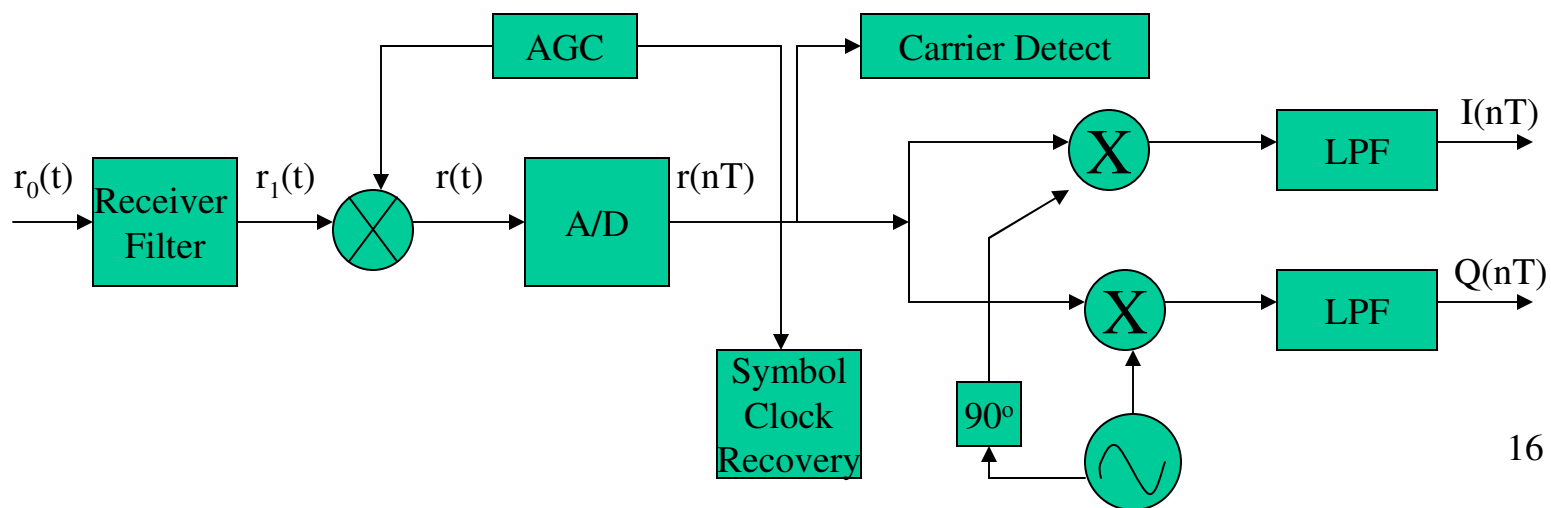 AGC
Carrier Detect
r₀(t)
Receiver
Filter
r₁(t)
r(t)
A/D
r(nT)
X
LPF
I(nT)
X
LPF
Q(nT)
Symbol
Clock
Recovery
90º
16